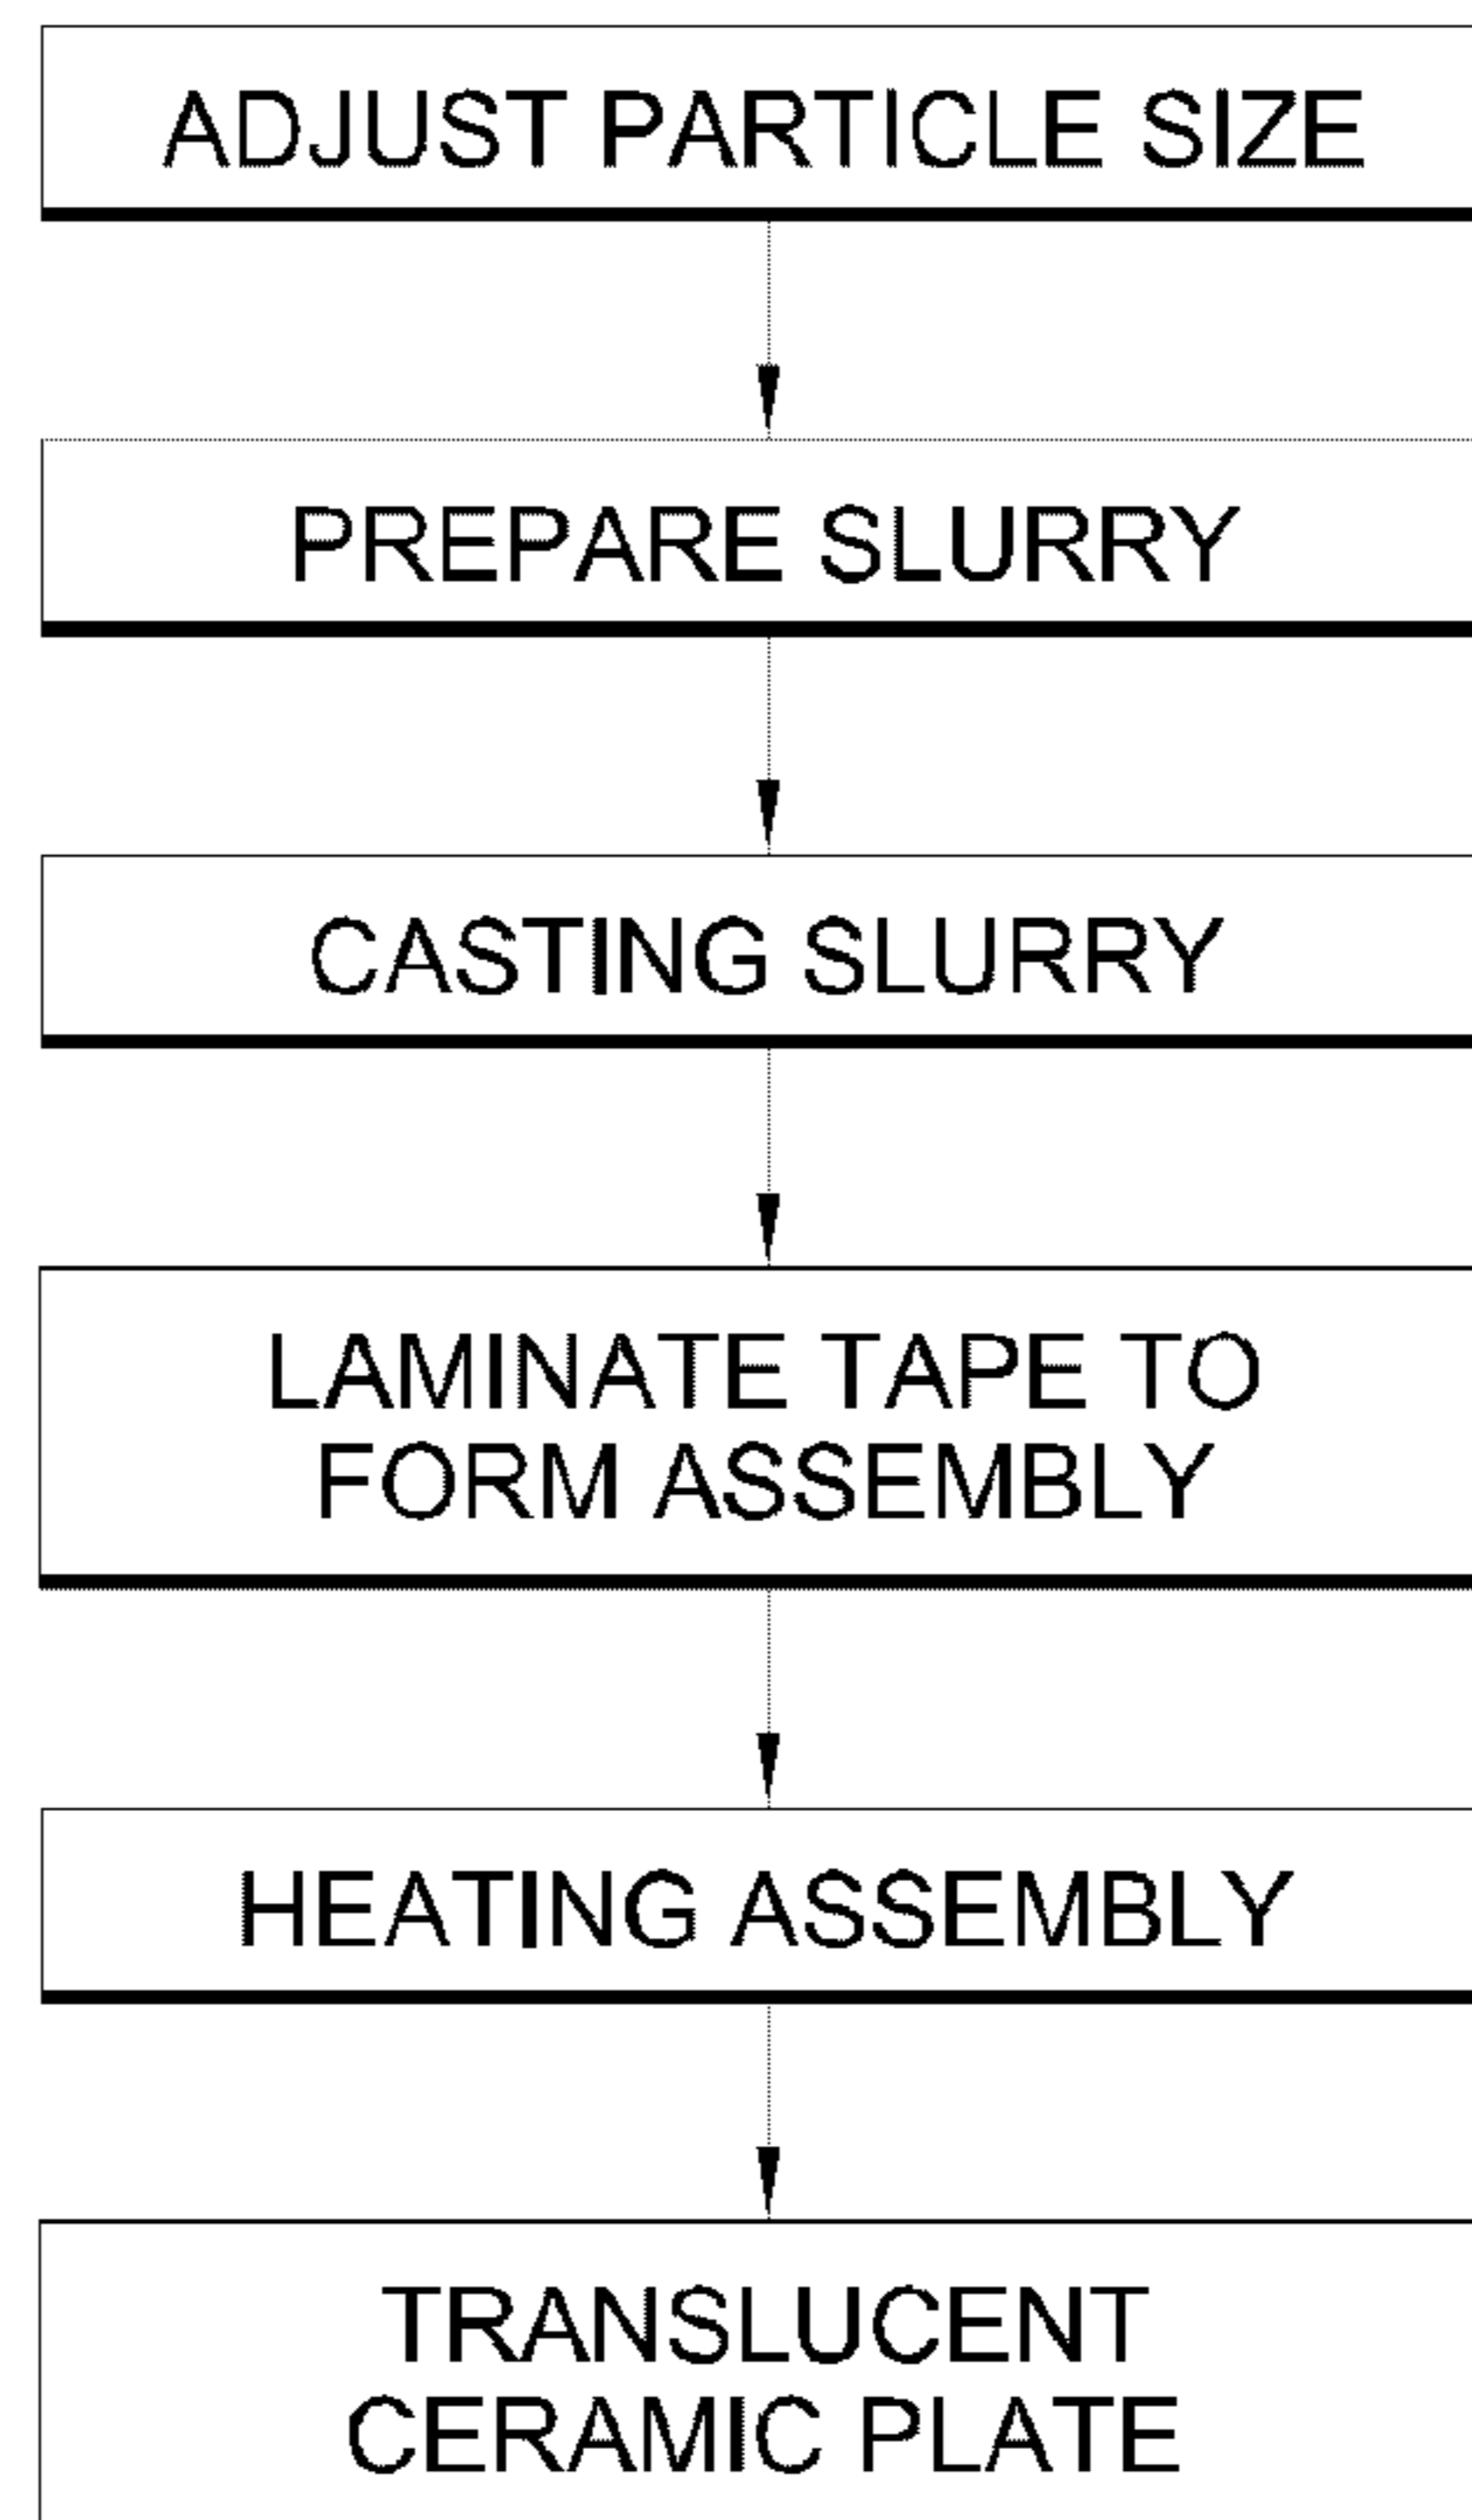 ADJUST PARTICLE SIZE
PREPARE SLURRY
CASTING SLURRY
LAMINATE TAPE TO
FORM ASSEMBLY
HEATING ASSEMBLY
TRANSLUCENT
CERAMIC PLATE